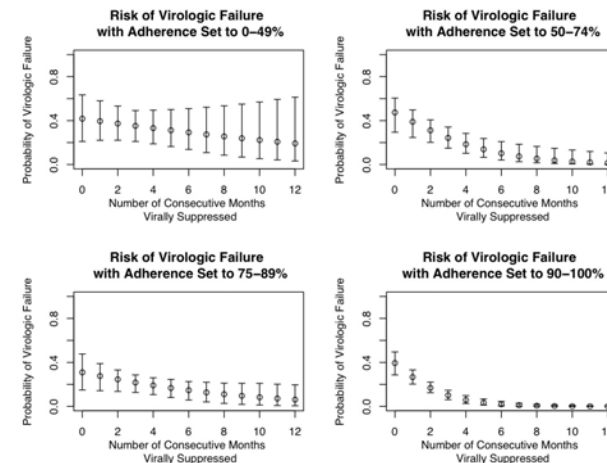 Risk of Virologic Failure
with Adherence Set to 0–49%
Probability of Virologic Failure
0.0 0.4 0.8
0 2 4 6 8 10 12
Number of Consecutive Months
Virally Suppressed
Risk of Virologic Failure
with Adherence Set to 50–74%
Probability of Virologic Failure
0.0 0.4 0.8
0 2 4 6 8 10
Number of Consecutive Months
Virally Suppressed
Risk of Virologic Failure
with Adherence Set to 75–89%
Probability of Virologic Failure
0.0 0.4 0.8
0 2 4 6 8 10 12
Number of Consecutive Months
Virally Suppressed
Risk of Virologic Failure
with Adherence Set to 90–100%
Probability of Virologic Failure
0.0 0.4 0.8
0 2 4 6 8 10
Number of Consecutive Months
Virally Suppressed